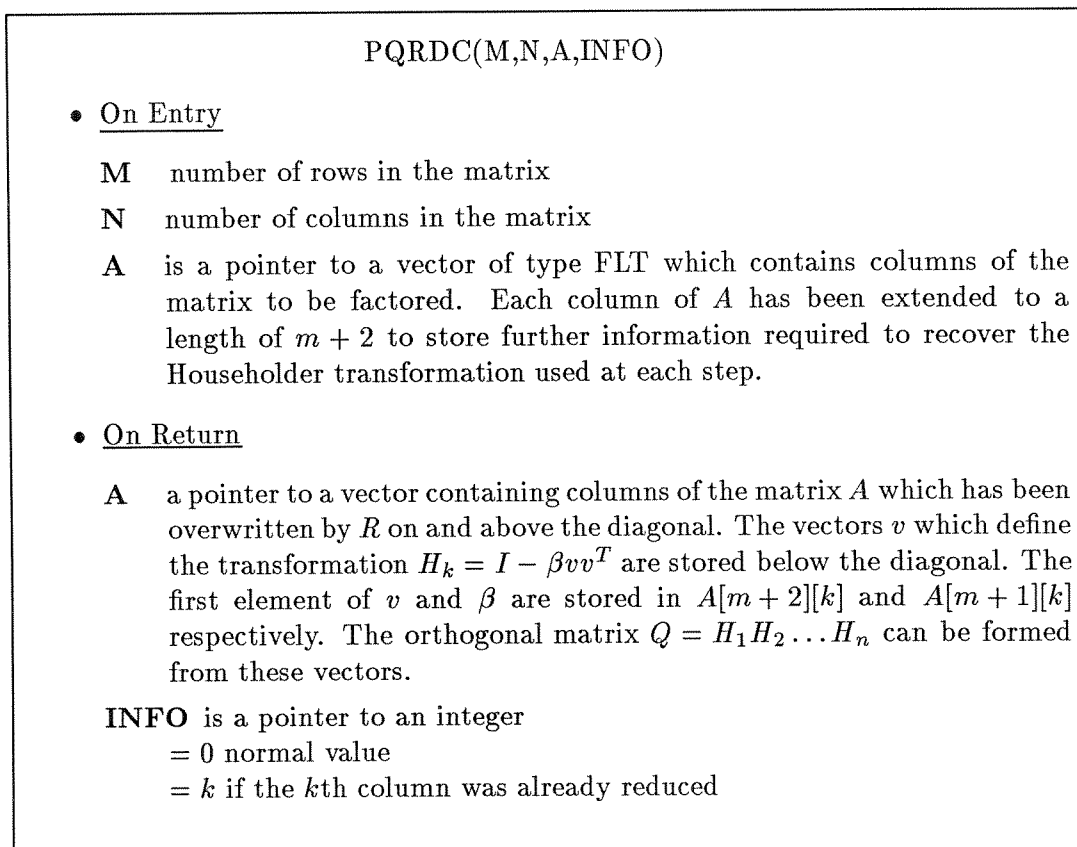 PQRDC(M,N,A,INFO)
• On Entry
M number of rows in the matrix
N number of columns in the matrix
A is a pointer to a vector of type FLT which contains columns of the
matrix to be factored. Each column of A has been extended to a
length of m + 2 to store further information required to recover the
Householder transformation used at each step.
• On Return
A a pointer to a vector containing columns of the matrix A which has been
overwritten by R on and above the diagonal. The vectors v which define
the transformation Hₖ = I − βvvᵀ are stored below the diagonal. The
first element of v and β are stored in A[m + 2][k] and A[m + 1][k]
respectively. The orthogonal matrix Q = H₁H₂ . . . Hₙ can be formed
from these vectors.
INFO is a pointer to an integer
= 0 normal value
= k if the kth column was already reduced